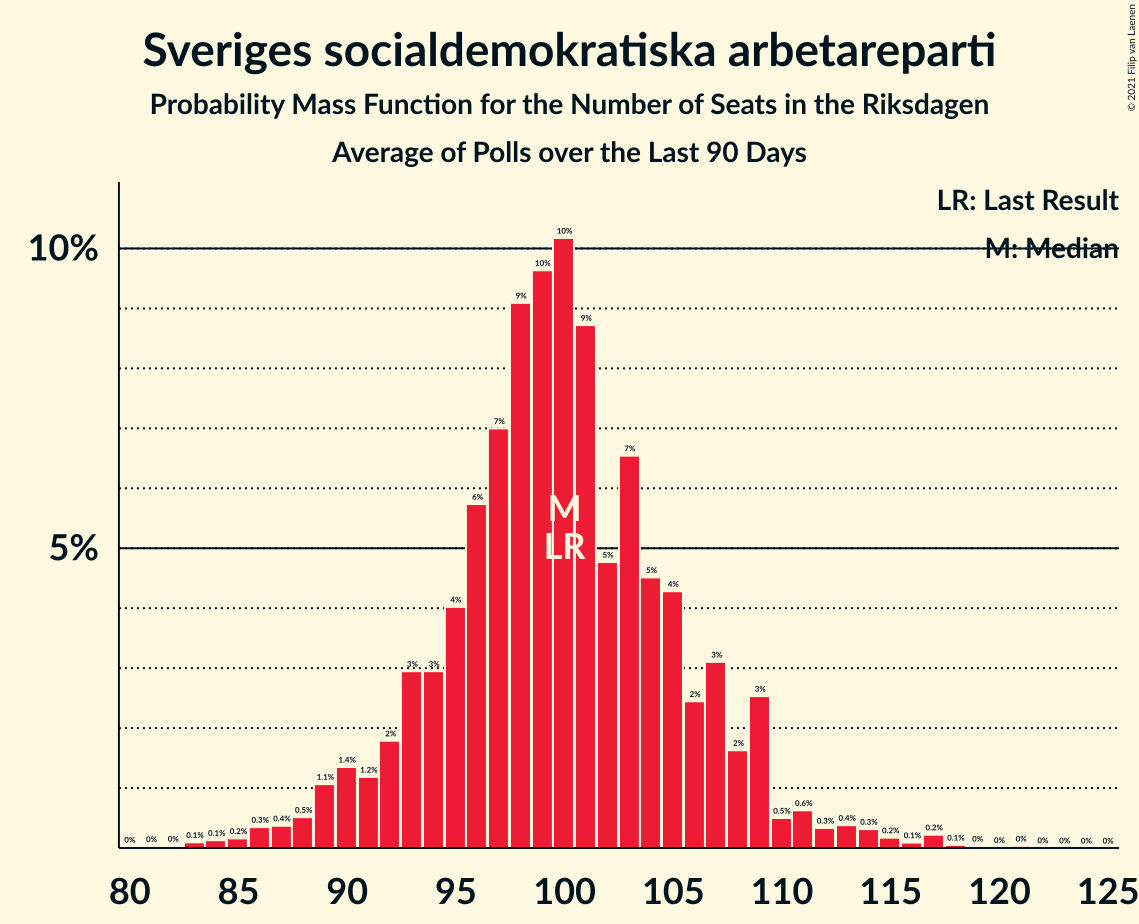 Sveriges socialdemokratiska arbetareparti
Probability Mass Function for the Number of Seats in the Riksdagen
Average of Polls over the Last 90 Days
© 2021 Filip van Laenen
LR: Last Result
M: Median
10%
5%
0% 0% 0% 0.1% 0.1% 0.2% 0.3% 0.4% 0.5% 1.1% 1.4% 1.2% 2% 3% 3% 4% 6% 7% 9% 10% 10% 9% 5% 7% 5% 4% 2% 3% 2% 3% 0.5% 0.6% 0.3% 0.4% 0.3% 0.2% 0.1% 0.2% 0.1% 0% 0% 0% 0% 0% 0% 0%
M
LR
80 85 90 95 100 105 110 115 120 125